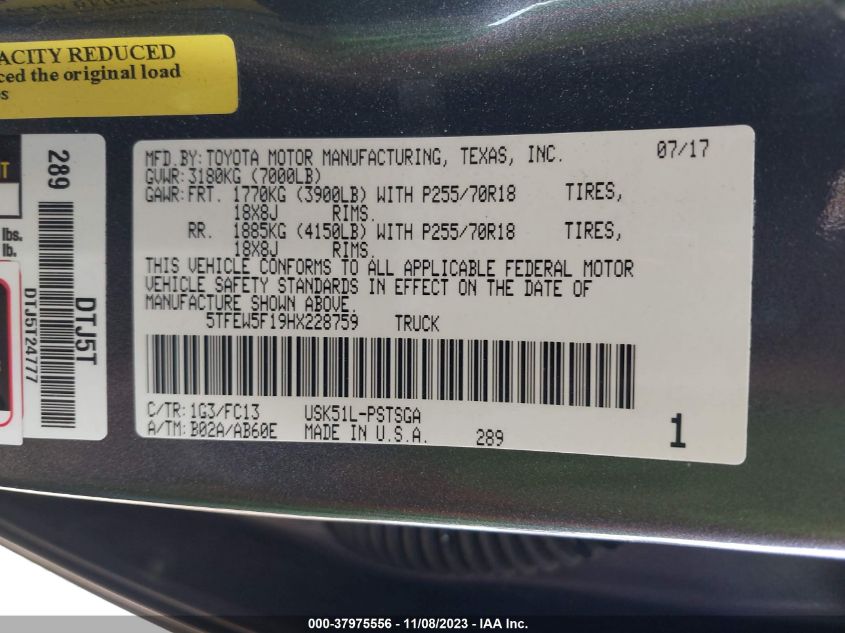 ACITY REDUCED
ced the original load
289
lbs.
lb.
DTJ5T
DTJ5T24777
MFD.BY: TOYOTA MOTOR MANUFACTURING, TEXAS, INC. 07/17
GVWR: 3180KG (7000LB)
GAWR: FRT. 1770KG (3900LB) WITH P255/70R18 TIRES,
18X8J RIMS.
RR. 1885KG (4150LB) WITH P255/70R18 TIRES,
18X8J RIMS.
THIS VEHICLE CONFORMS TO ALL APPLICABLE FEDERAL MOTOR
VEHICLE SAFETY STANDARDS IN EFFECT ON THE DATE OF
MANUFACTURE SHOWN ABOVE.
5TFEW5F19HX228759 TRUCK
C/TR: 1G3/FC13 USK51L-PSTSGA
A/TM: B02A/AB60E MADE IN U.S.A. 289 1
000-37975556 - 11/08/2023 - IAA Inc.